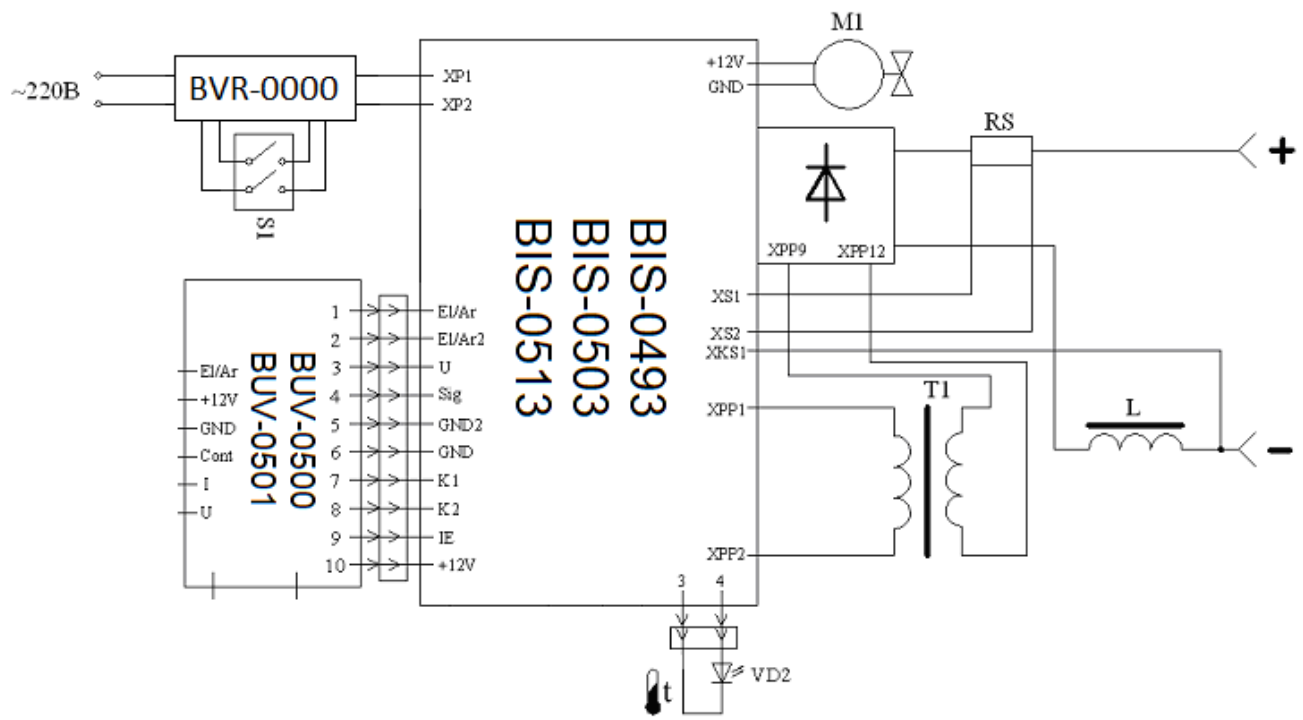 M1
~220В
BVR-0000
XP1
XP2
+12V
GND
S1
RS
+
XPP9
XPP12
BIS-0513
BIS-0503
BIS-0493
XS1
XS2
XKS1
BUV-0501
BUV-0500
El/Ar
+12V
GND
Cont
I
U
1
2
3
4
5
6
7
8
9
10
El/Ar
El/Ar2
U
Sig
GND2
GND
K1
K2
IE
+12V
XPP1
T1
L
-
XPP2
3 4
t
VD2